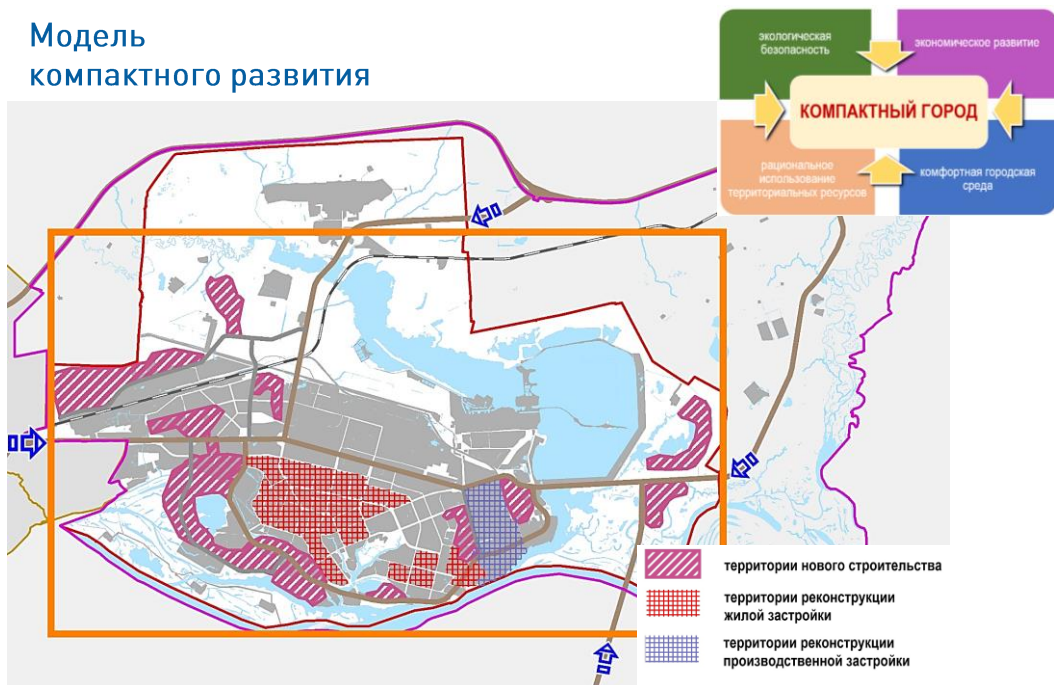 Модель
компактного развития
экологическая
безопасность
экономическое развитие
КОМПАКТНЫЙ ГОРОД
рациональное
использование
территориальных ресурсов
комфортная городская
среда
территории нового строительства
территории реконструкции
жилой застройки
территории реконструкции
производственной застройки